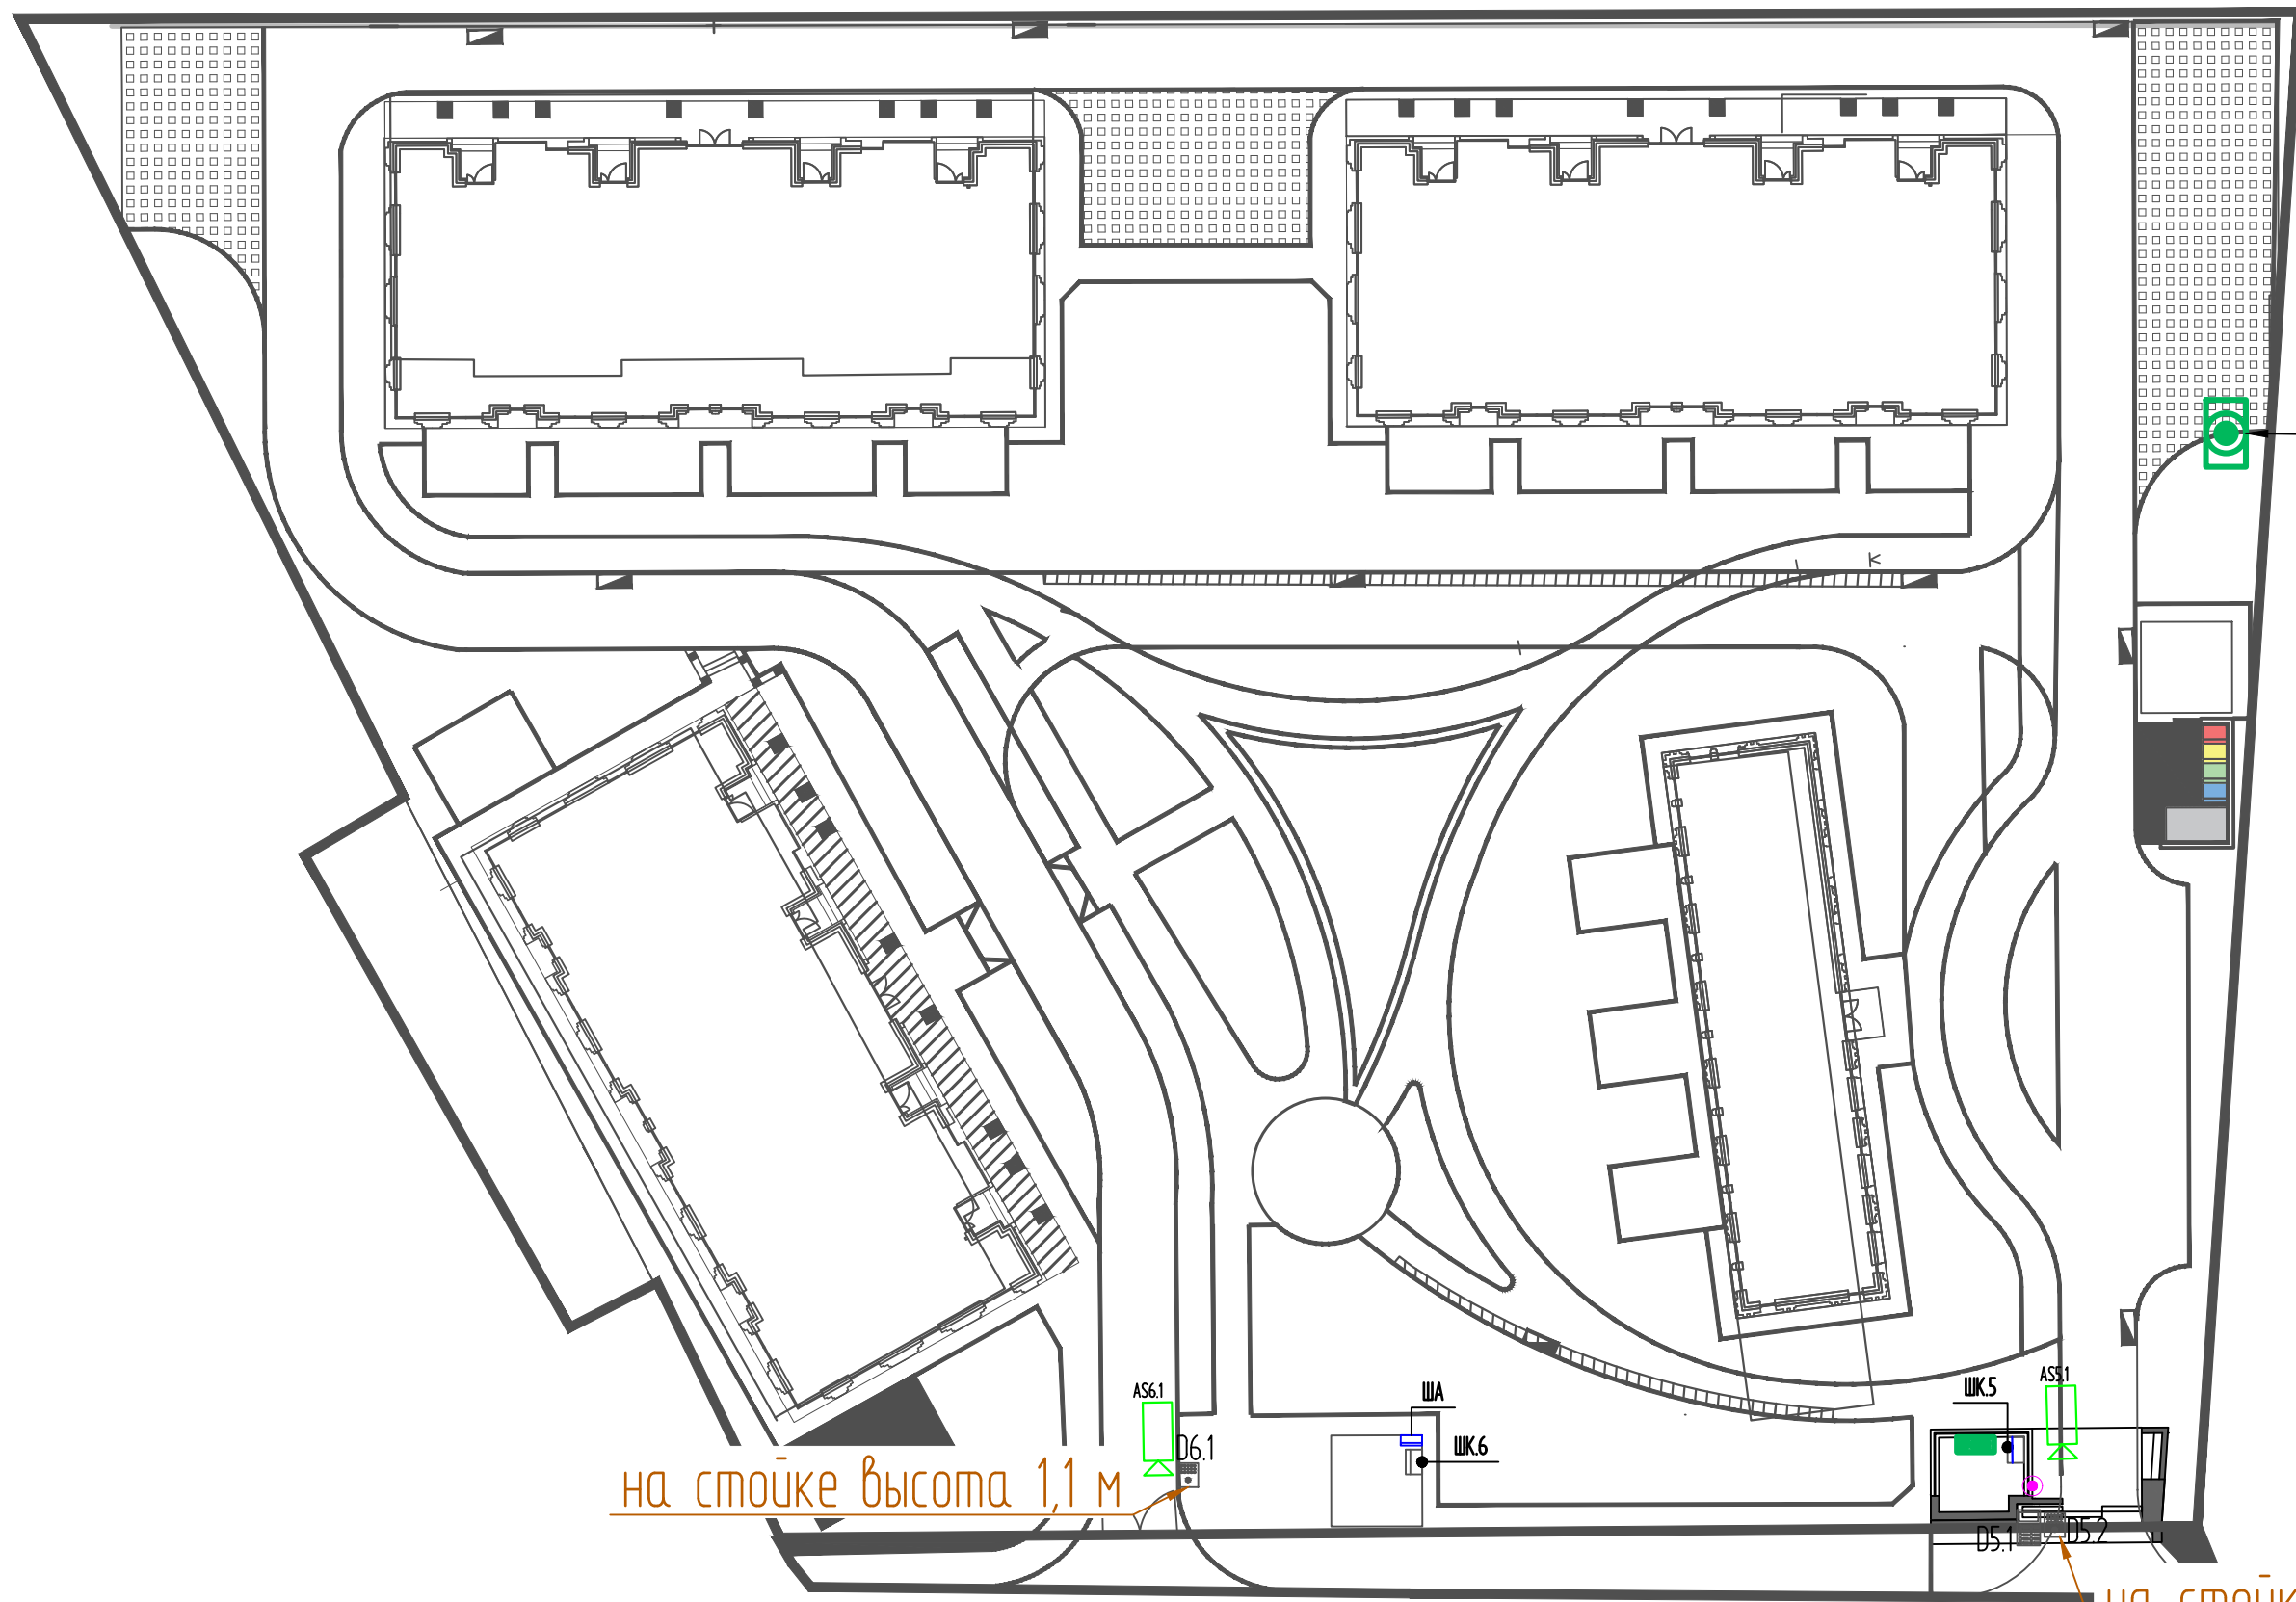 AS5.1
ШК.5
AS6.1
ША
D6.1
ШК.6
на стойке высота 1,1 м
D5.1
D5.2